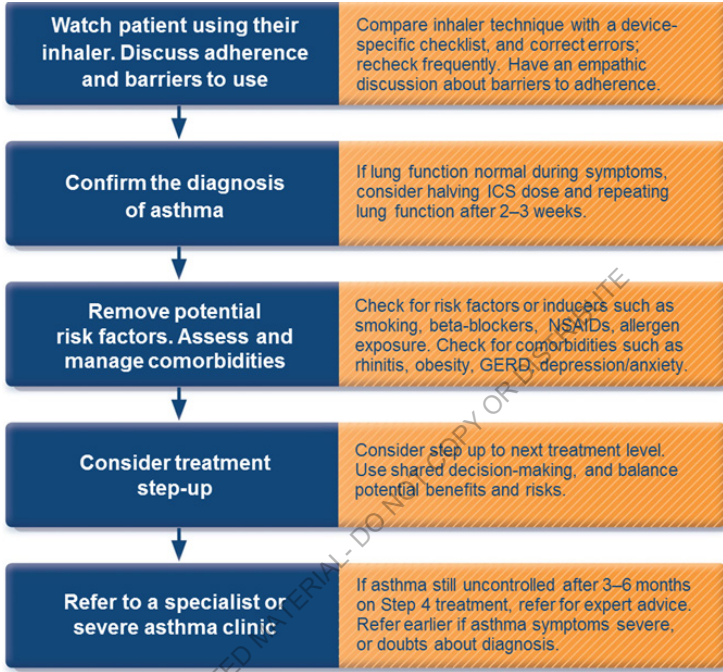 Watch patient using their
inhaler. Discuss adherence
and barriers to use
Compare inhaler technique with a device-
specific checklist, and correct errors;
recheck frequently. Have an empathic
discussion about barriers to adherence.
Confirm the diagnosis
of asthma
If lung function normal during symptoms,
consider halving ICS dose and repeating
lung function after 2–3 weeks.
Remove potential
risk factors. Assess and
manage comorbidities
Check for risk factors or inducers such as
smoking, beta-blockers, NSAIDs, allergen
exposure. Check for comorbidities such as
rhinitis, obesity, GERD, depression/anxiety.
Consider treatment
step-up
Consider step up to next treatment level.
Use shared decision-making, and balance
potential benefits and risks.
Refer to a specialist or
severe asthma clinic
If asthma still uncontrolled after 3–6 months
on Step 4 treatment, refer for expert advice.
Refer earlier if asthma symptoms severe,
or doubts about diagnosis.
MATERIAL- DO NOT COPY OR DISTRIBUTE